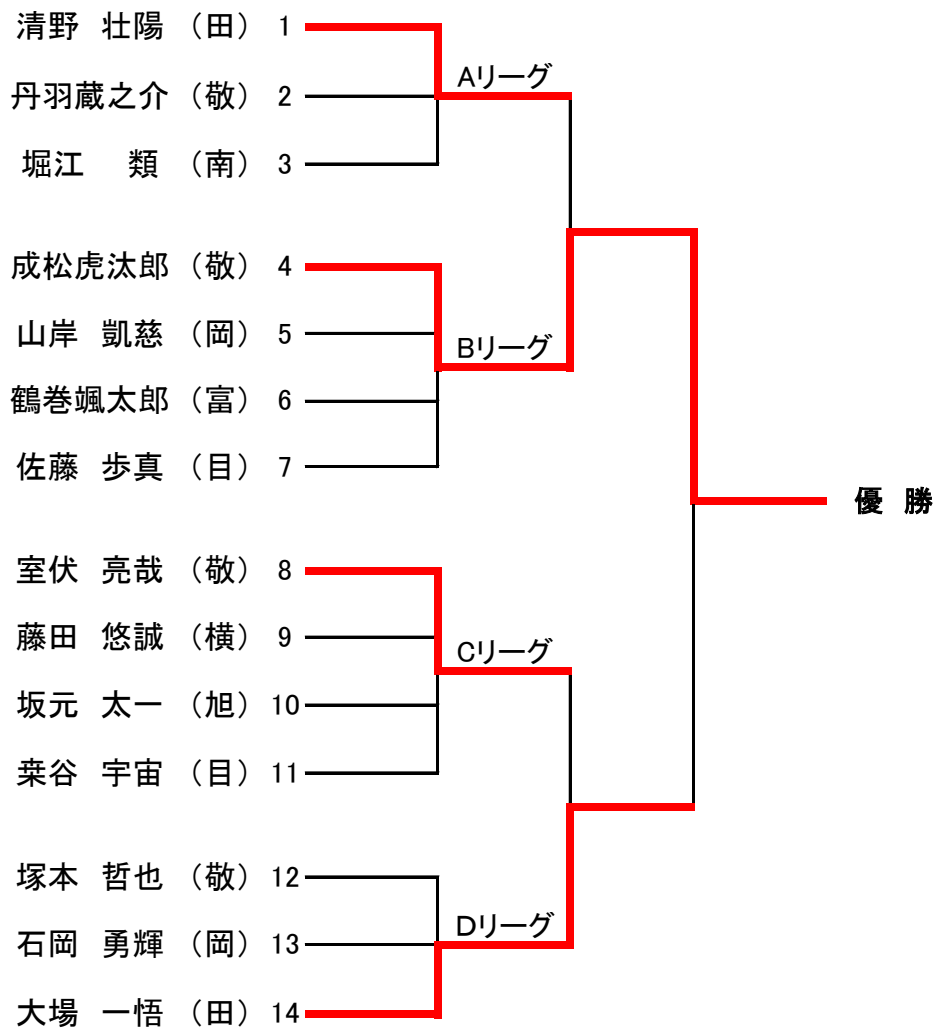 清野 壮陽 (田) 1
Aリーグ
丹羽蔵之介 (敬) 2
堀江 類 (南) 3
成松虎汰郎 (敬) 4
山岸 凱慈 (岡) 5
Bリーグ
鶴巻颯太郎 (富) 6
佐藤 歩真 (目) 7
優 勝
室伏 亮哉 (敬) 8
藤田 悠誠 (横) 9
Cリーグ
坂元 太一 (旭) 10
桒谷 宇宙 (目) 11
塚本 哲也 (敬) 12
Dリーグ
石岡 勇輝 (岡) 13
大場 一悟 (田) 14